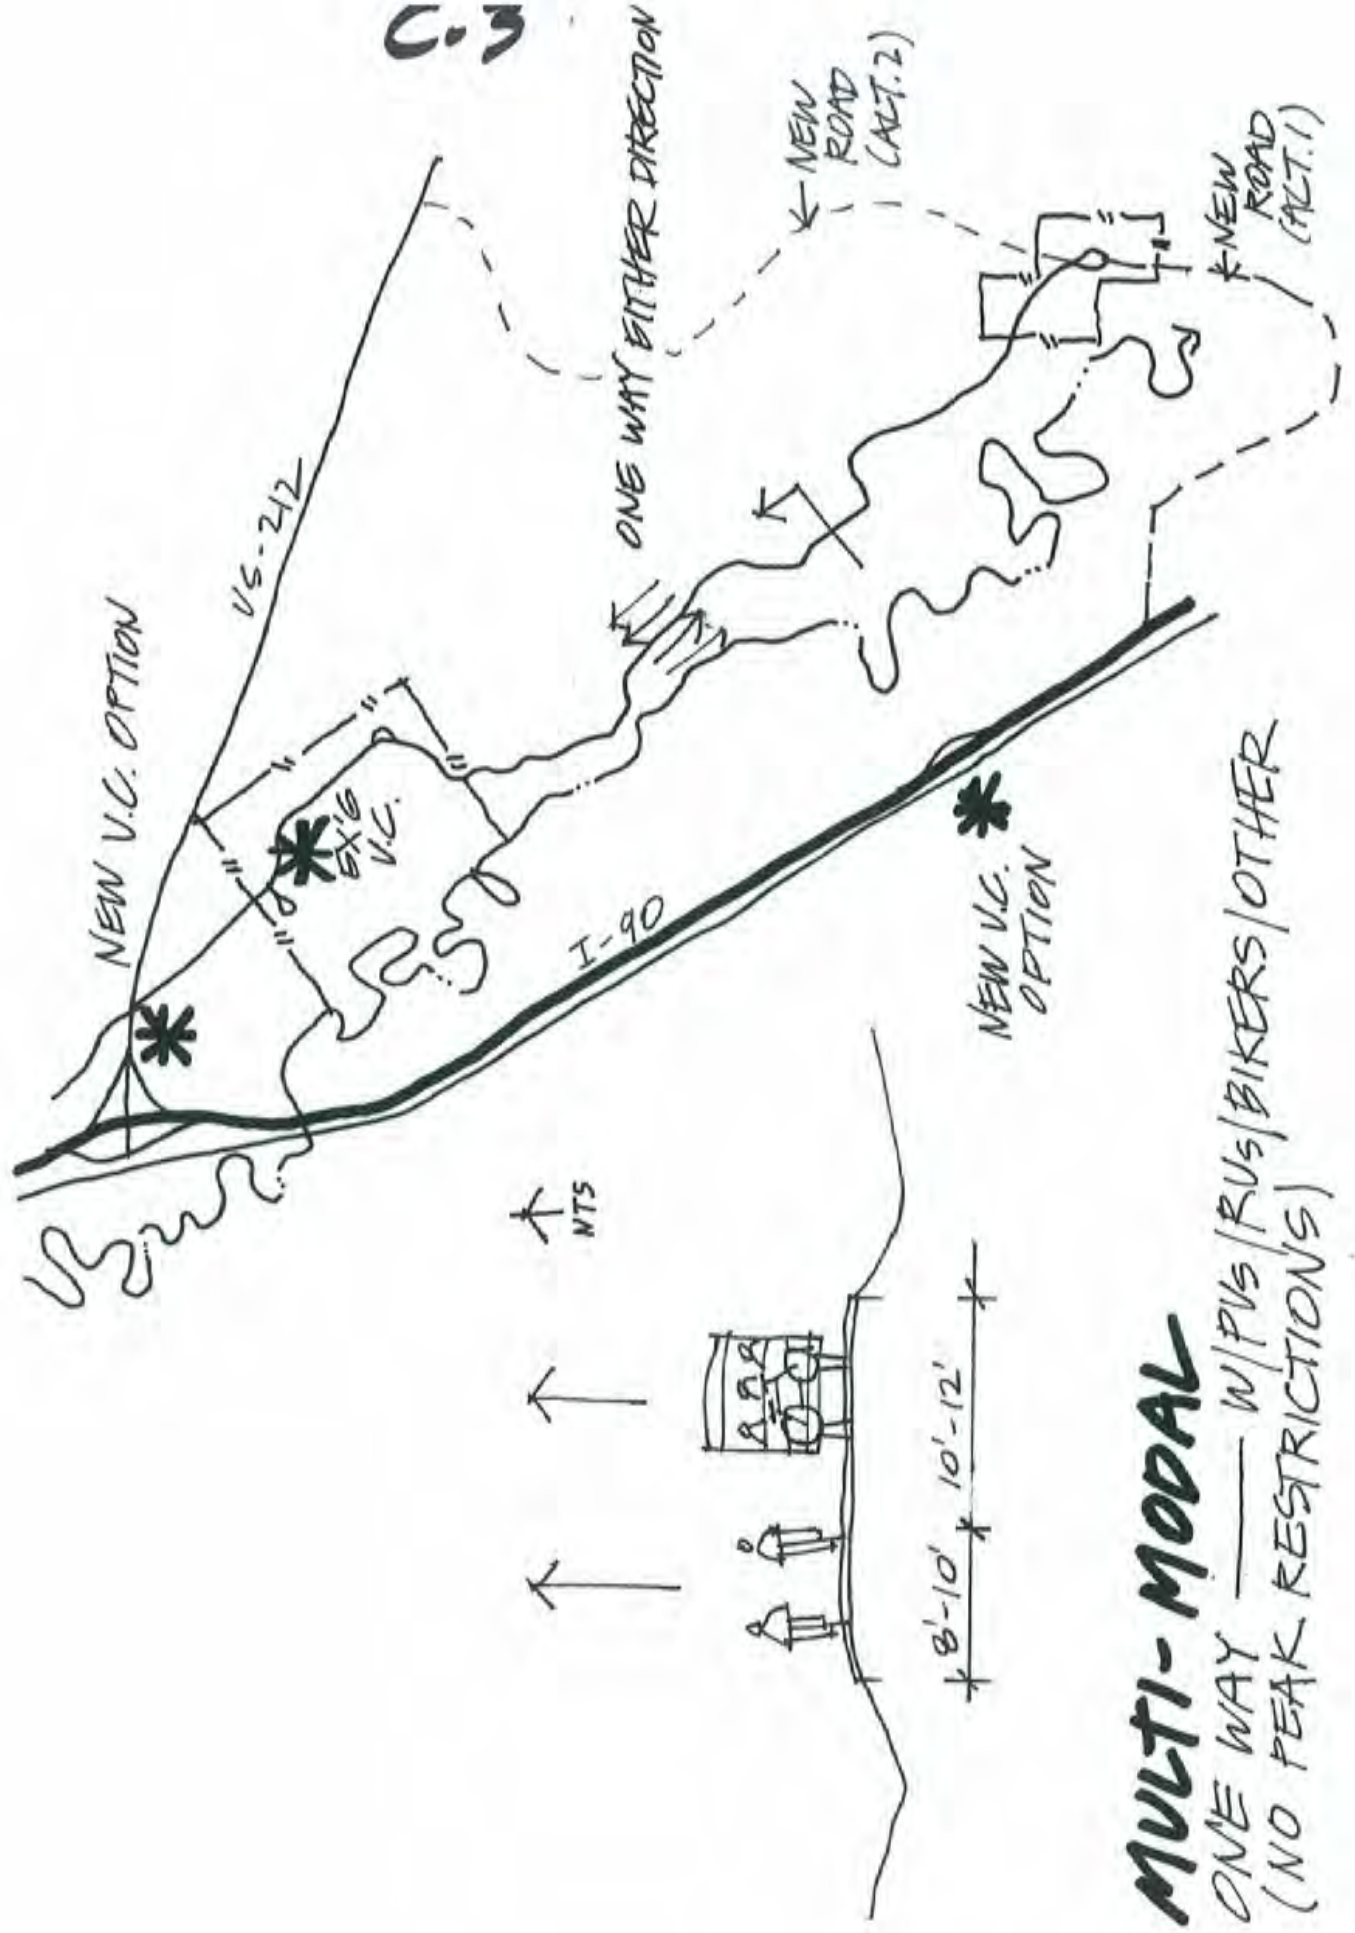 C.3
NEW V.C. OPTION
US-212
ONE WAY EITHER DIRECTION
NEW
ROAD
(ALT.2)
EX'G
V.C.
I-90
NEW
ROAD
(ALT.1)
NEW V.C.
OPTION
NTS
8'-10' 10'-12'
MULTI-MODAL
ONE WAY — W/PVs/RVs/BIKERS/OTHER
(NO PEAK RESTRICTIONS)